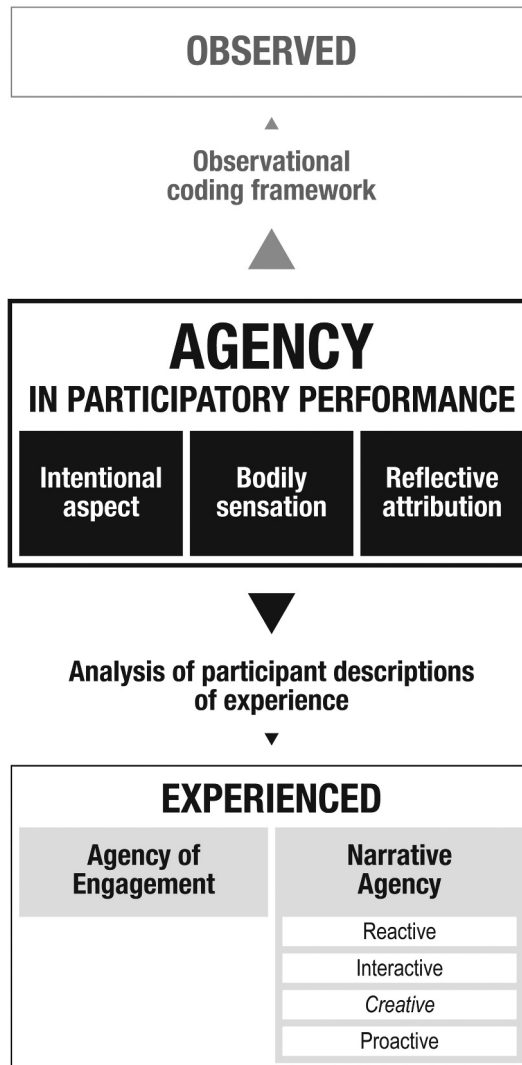 OBSERVED
Observational
coding framework
AGENCY
IN PARTICIPATORY PERFORMANCE
Intentional
aspect
Bodily
sensation
Reflective
attribution
Analysis of participant descriptions
of experience
EXPERIENCED
Agency of
Engagement
Narrative
Agency
Reactive
Interactive
Creative
Proactive